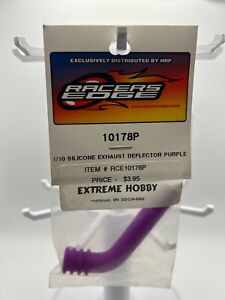 EXCLUSIVELY DISTRIBUTED BY HRP
RACERS
EDGE
10178P
1/10 SILICONE EXHAUST DEFLECTOR PURPLE
ITEM # RCE10178P
PRICE - $3.95
EXTREME HOBBY
MN